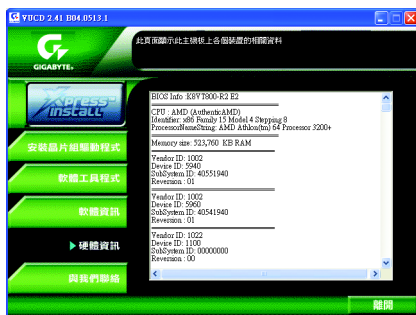 VUCD 2.41 B04.0513.1
GIGABYTE
此頁面顯示此主機板上各個裝置的相關資料
Xpress
Install
安裝晶片組驅動程式
軟體工具程式
軟體資訊
硬體資訊
與我們聯絡
BIOS Info :K8VT800-R2 E2
CPU : AMD (AuthenticAMD)
Identifier: x86 Family 15 Model 4 Stepping 8
ProcessorNameString: AMD Athlon(tm) 64 Processor 3200+
Memory size: 523,760 KB RAM
Vendor ID: 1002
Device ID: 5940
SubSystem ID: 40551940
Reversion : 01
Vendor ID: 1002
Device ID: 5960
SubSystem ID: 40541940
Reversion : 01
Vendor ID: 1022
Device ID: 1100
SubSystem ID: 00000000
Reversion : 00
離開